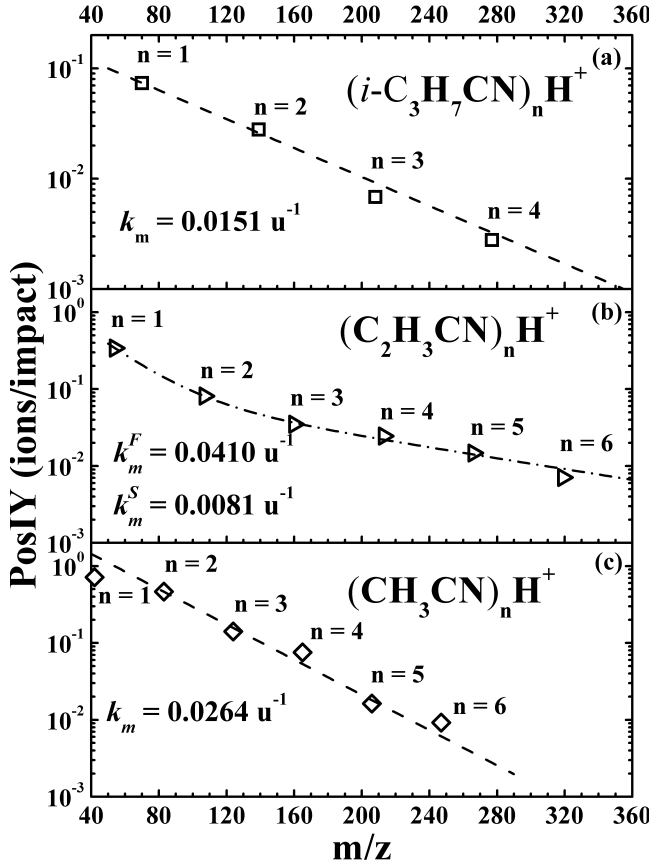 40 80 120 160 200 240 280 320 360
PosIY (ions/impact)
(a)
(i-C₃H₇CN)ₙH⁺
10⁻¹
10⁻²
10⁻³
n = 1
n = 2
n = 3
n = 4
kₘ = 0.0151 u⁻¹
(b)
(C₂H₃CN)ₙH⁺
10⁰
10⁻¹
10⁻²
10⁻³
n = 1
n = 2
n = 3
n = 4
n = 5
n = 6
kₘᶠ = 0.0410 u⁻¹
kₘˢ = 0.0081 u⁻¹
(c)
(CH₃CN)ₙH⁺
10⁰
10⁻¹
10⁻²
10⁻³
n = 1
n = 2
n = 3
n = 4
n = 5
n = 6
kₘ = 0.0264 u⁻¹
40 80 120 160 200 240 280 320 360
m/z